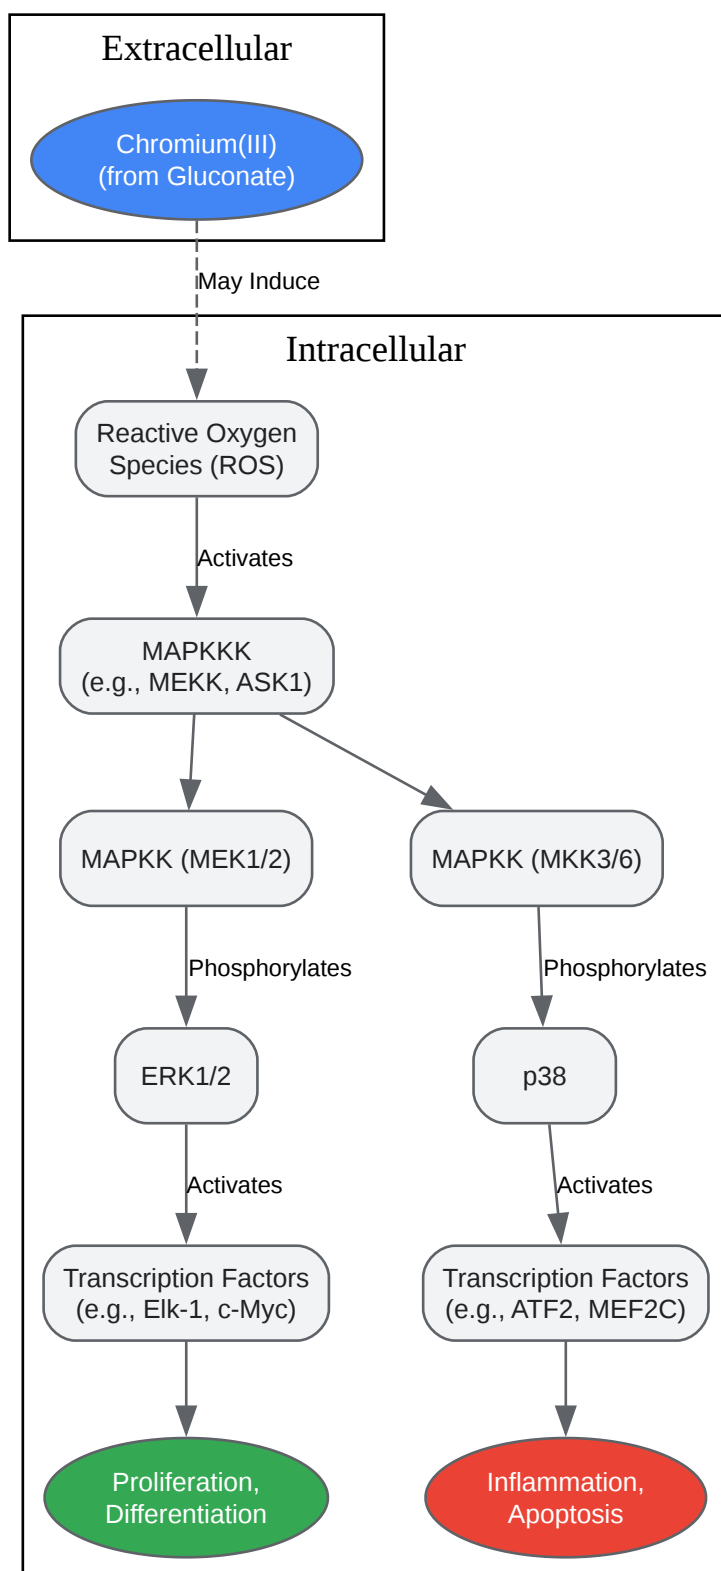 Extracellular
Chromium(III)
(from Gluconate)
May Induce
Intracellular
Reactive Oxygen
Species (ROS)
Activates
MAPKKK
(e.g., MEKK, ASK1)
MAPKK (MEK1/2)
MAPKK (MKK3/6)
Phosphorylates
Phosphorylates
ERK1/2
p38
Activates
Activates
Transcription Factors
(e.g., Elk-1, c-Myc)
Transcription Factors
(e.g., ATF2, MEF2C)
Proliferation,
Differentiation
Inflammation,
Apoptosis